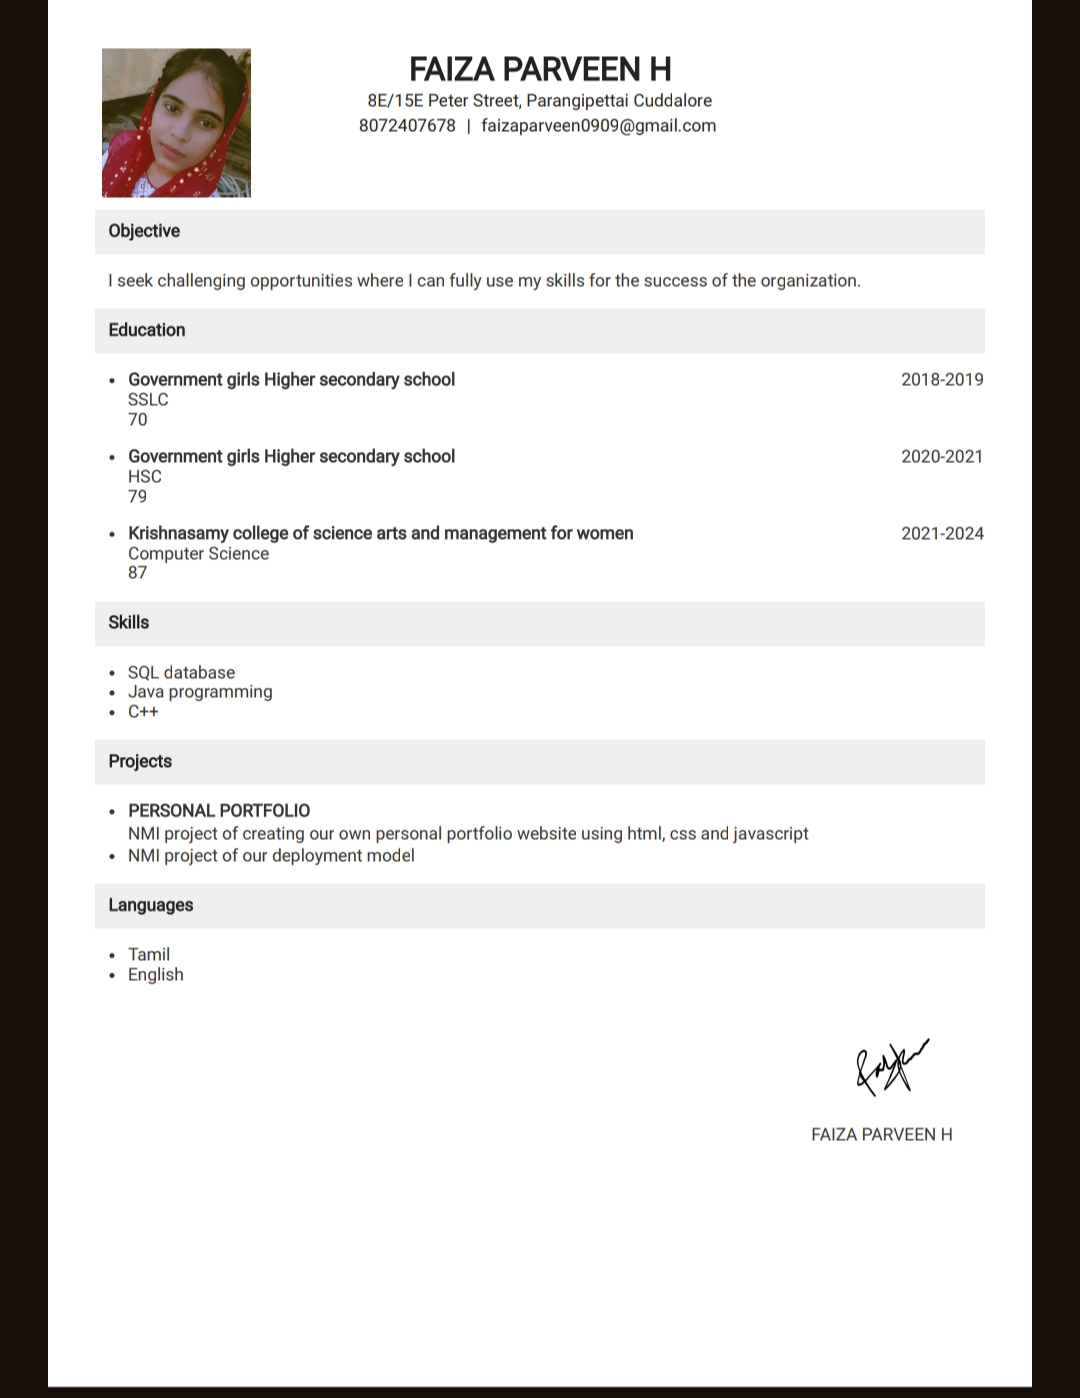 FAIZA PARVEEN H
8E/15E Peter Street, Parangipettai Cuddalore
8072407678 | faizaparveen0909@gmail.com
Objective
I seek challenging opportunities where I can fully use my skills for the success of the organization.
Education
• Government girls Higher secondary school 2018-2019
SSLC
70
• Government girls Higher secondary school 2020-2021
HSC
79
• Krishnasamy college of science arts and management for women 2021-2024
Computer Science
87
Skills
• SQL database
• Java programming
• C++
Projects
• PERSONAL PORTFOLIO
NMI project of creating our own personal portfolio website using html, css and javascript
• NMI project of our deployment model
Languages
• Tamil
• English
FAIZA PARVEEN H